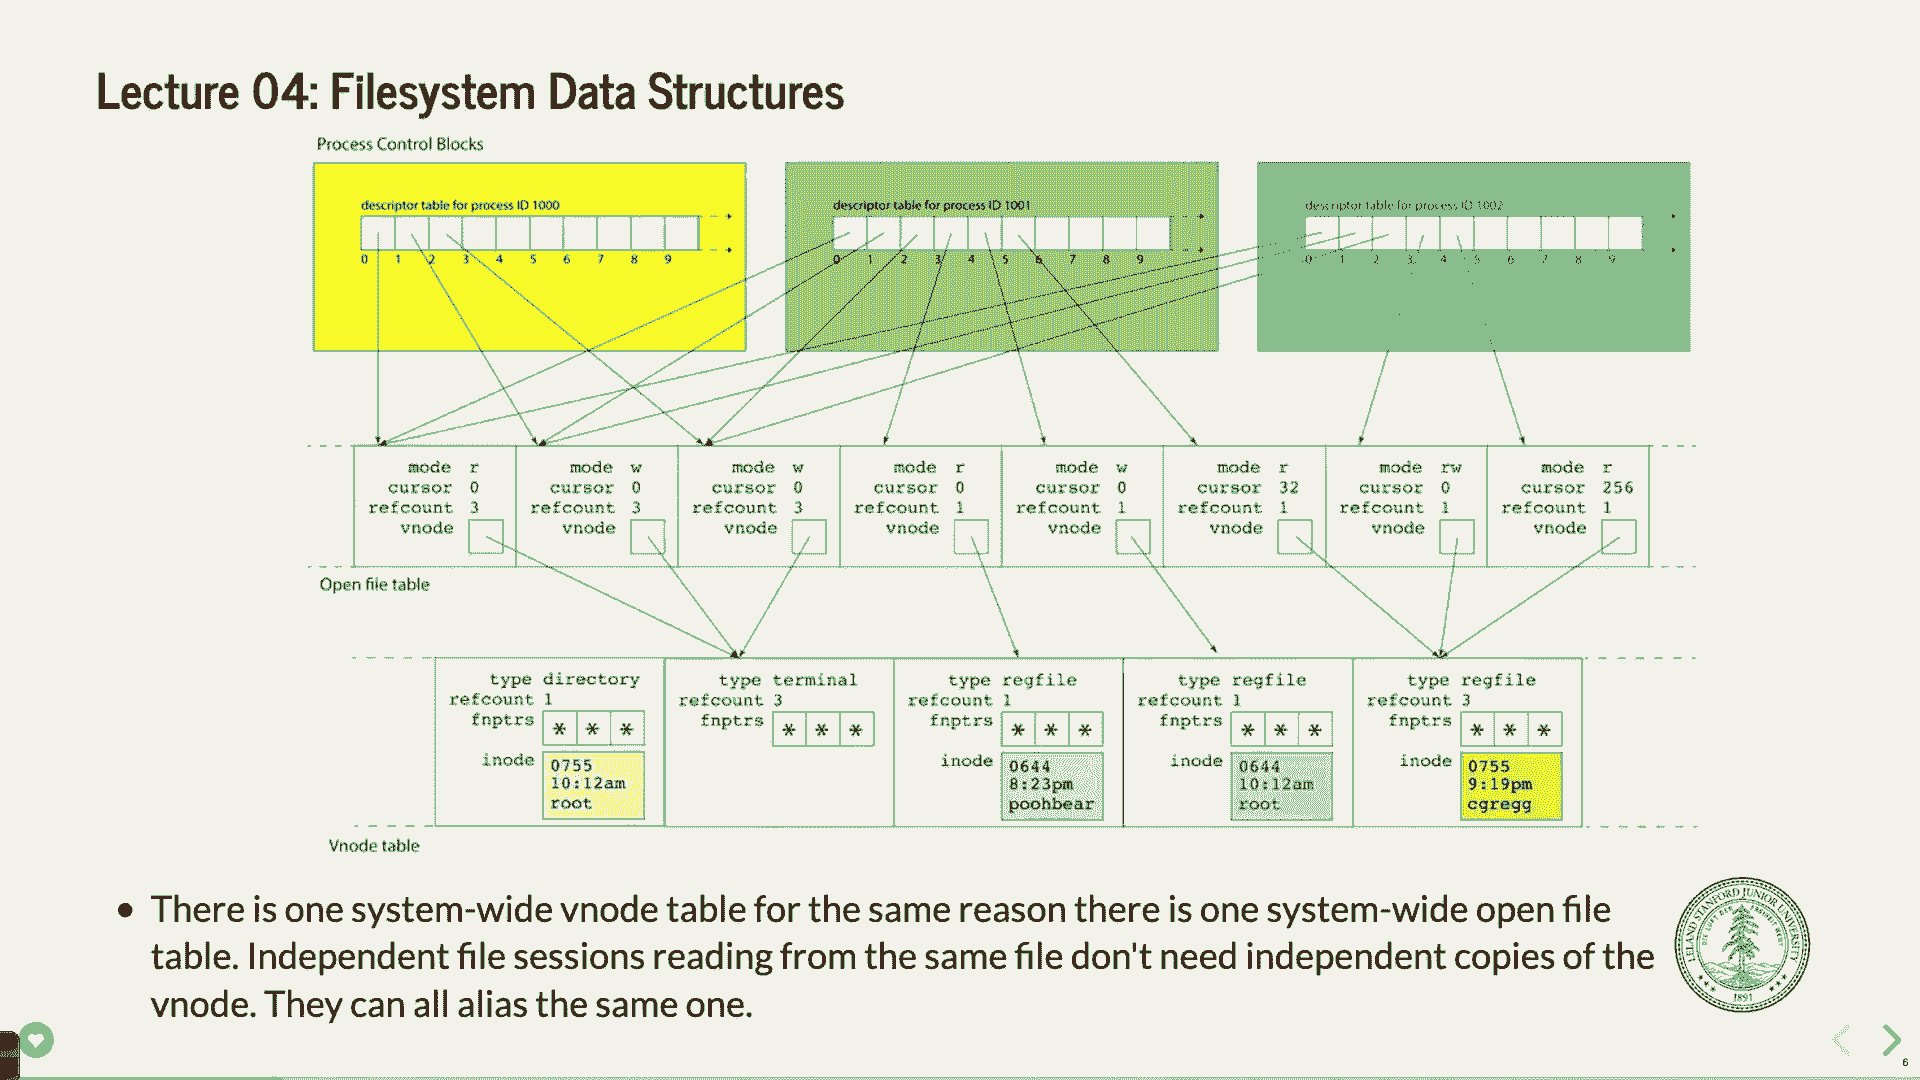 Lecture 04: Filesystem Data Structures
Process Control Blocks
descriptor table for process ID 1000
0 1 2 3 4 5 6 7 8 9
descriptor table for process ID 1001
0 1 2 3 4 5 6 7 8 9
descriptor table for process ID 1002
0 1 2 3 4 5 6 7 8 9
mode r
cursor 0
refcount 3
vnode
mode w
cursor 0
refcount 3
vnode
mode w
cursor 0
refcount 3
vnode
mode r
cursor 0
refcount 1
vnode
mode w
cursor 0
refcount 1
vnode
mode r
cursor 32
refcount 1
vnode
mode rw
cursor 0
refcount 1
vnode
mode r
cursor 256
refcount 1
vnode
Open file table
type directory
refcount 1
fnptrs * * *
inode 0755
10:12am
root
type terminal
refcount 3
fnptrs * * *
type regfile
refcount 1
fnptrs * * *
inode 0644
8:23pm
poohbear
type regfile
refcount 1
fnptrs * * *
inode 0644
10:12am
root
type regfile
refcount 3
fnptrs * * *
inode 0755
9:19pm
cgregg
Vnode table
• There is one system-wide vnode table for the same reason there is one system-wide open file
table. Independent file sessions reading from the same file don't need independent copies of the
vnode. They can all alias the same one.
LELAND STANFORD JUNIOR UNIVERSITY
1891
6